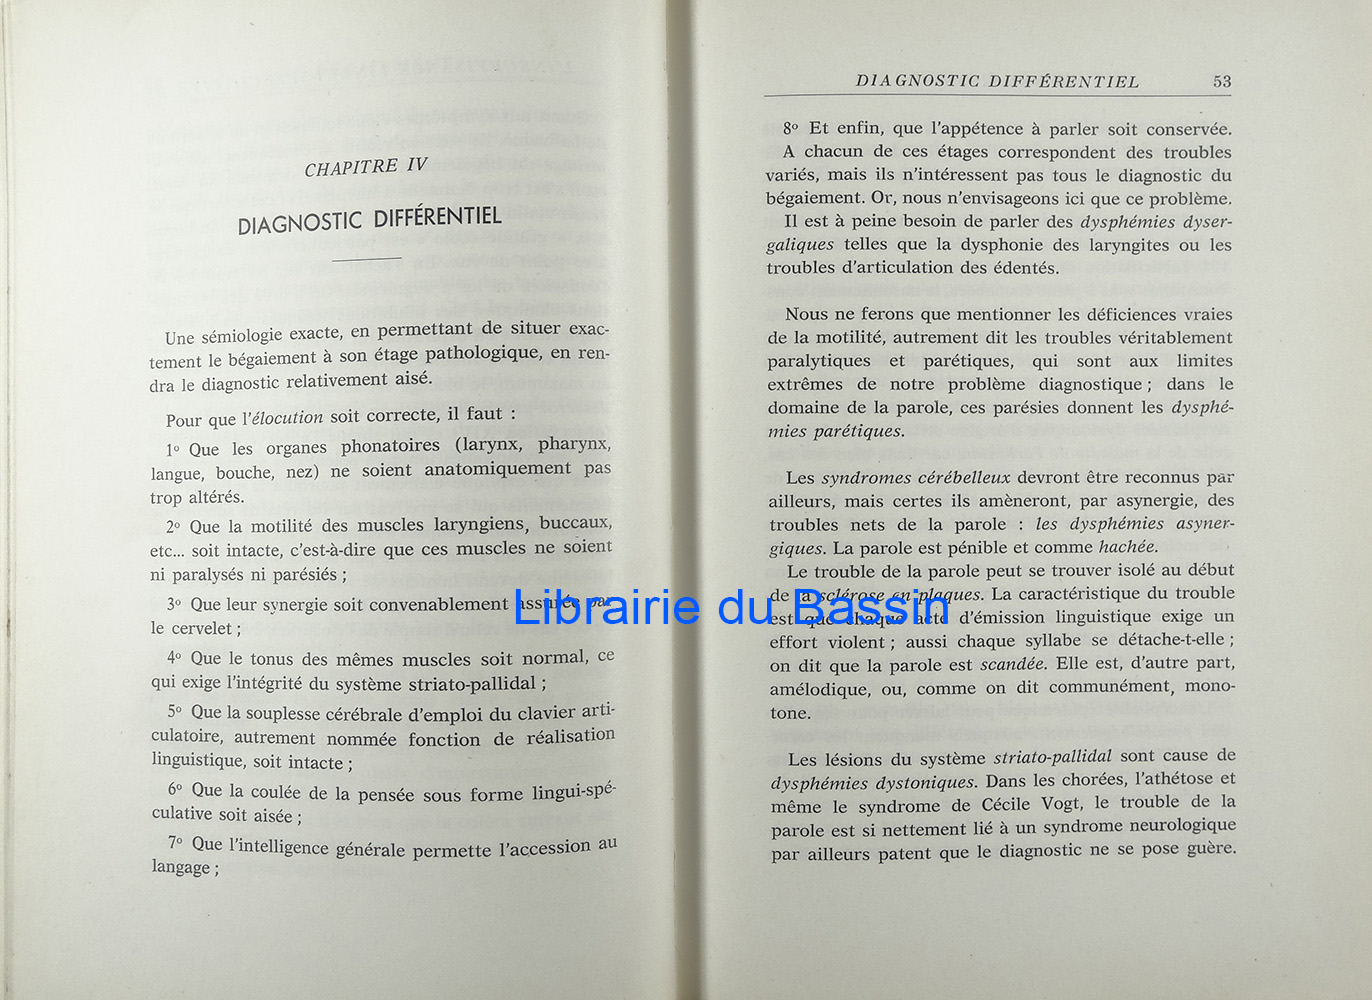 CHAPITRE IV
DIAGNOSTIC DIFFÉRENTIEL
Une sémiologie exacte, en permettant de situer exac-
tement le bégaiement à son étage pathologique, en ren-
dra le diagnostic relativement aisé.
Pour que l'élocution soit correcte, il faut :
1º Que les organes phonatoires (larynx, pharynx,
langue, bouche, nez) ne soient anatomiquement pas
trop altérés.
2º Que la motilité des muscles laryngiens, buccaux,
etc... soit intacte, c'est-à-dire que ces muscles ne soient
ni paralysés ni parésiés ;
3º Que leur synergie soit convenablement assurée par
le cervelet ;
4º Que le tonus des mêmes muscles soit normal, ce
qui exige l'intégrité du système striato-pallidal ;
5º Que la souplesse cérébrale d'emploi du clavier arti-
culatoire, autrement nommée fonction de réalisation
linguistique, soit intacte ;
6º Que la coulée de la pensée sous forme lingui-spé-
culative soit aisée ;
7º Que l'intelligence générale permette l'accession au
langage ;
DIAGNOSTIC DIFFÉRENTIEL 53
8º Et enfin, que l'appétence à parler soit conservée.
A chacun de ces étages correspondent des troubles
variés, mais ils n'intéressent pas tous le diagnostic du
bégaiement. Or, nous n'envisageons ici que ce problème.
Il est à peine besoin de parler des dysphémies dyser-
galiques telles que la dysphonie des laryngites ou les
troubles d'articulation des édentés.
Nous ne ferons que mentionner les déficiences vraies
de la motilité, autrement dit les troubles véritablement
paralytiques et parétiques, qui sont aux limites
extrêmes de notre problème diagnostique ; dans le
domaine de la parole, ces parésies donnent les dysphé-
mies parétiques.
Les syndromes cérébelleux devront être reconnus par
ailleurs, mais certes ils amèneront, par asynergie, des
troubles nets de la parole : les dysphémies asyner-
giques. La parole est pénible et comme hachée.
Le trouble de la parole peut se trouver isolé au début
de la sclérose en plaques. La caractéristique du trouble
est que chaque acte d'émission linguistique exige un
effort violent ; aussi chaque syllabe se détache-t-elle ;
on dit que la parole est scandée. Elle est, d'autre part,
amélodique, ou, comme on dit communément, mono-
tone.
Les lésions du système striato-pallidal sont cause de
dysphémies dystoniques. Dans les chorées, l'athétose et
même le syndrome de Cécile Vogt, le trouble de la
parole est si nettement lié à un syndrome neurologique
par ailleurs patent que le diagnostic ne se pose guère.
Librairie du Bassin